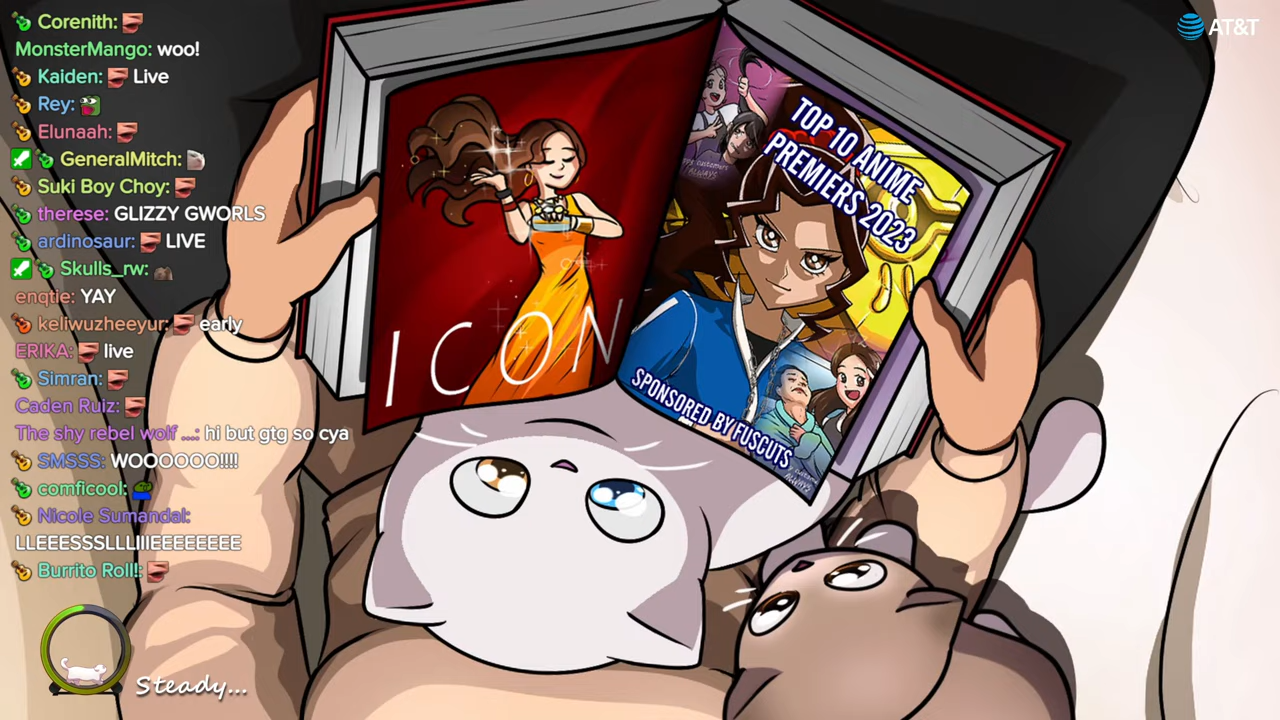 Corenith:
MonsterMango: woo!
Kaiden: Live
Rey:
Elunaah:
GeneralMitch:
Suki Boy Choy:
therese: GLIZZY GWORLS
ardinosaur: LIVE
Skulls_rw:
enqtie: YAY
keliwuzheeyur: early
ERIKA: live
Simran:
Caden Ruiz:
The shy rebel wolf ...: hi but gtg so cya
SMSSS: WOOOOOO!!!!
comficool:
Nicole Sumandal:
LLEEESSSLLLIIIEEEEEEEE
Burrito Roll!:
Steady...
ICON
TOP 10 ANIME
PREMIERS 2023
SPONSORED BY FUSCUTS
AT&T